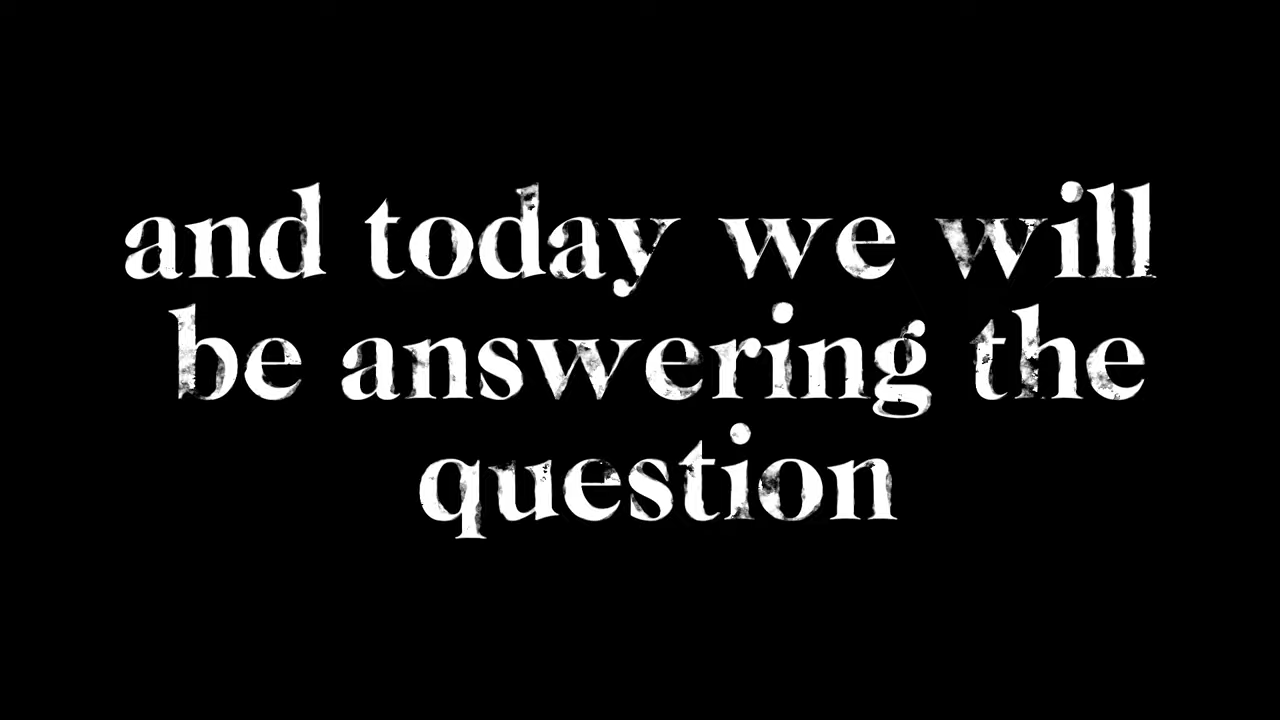 and today we will
be answering the
question